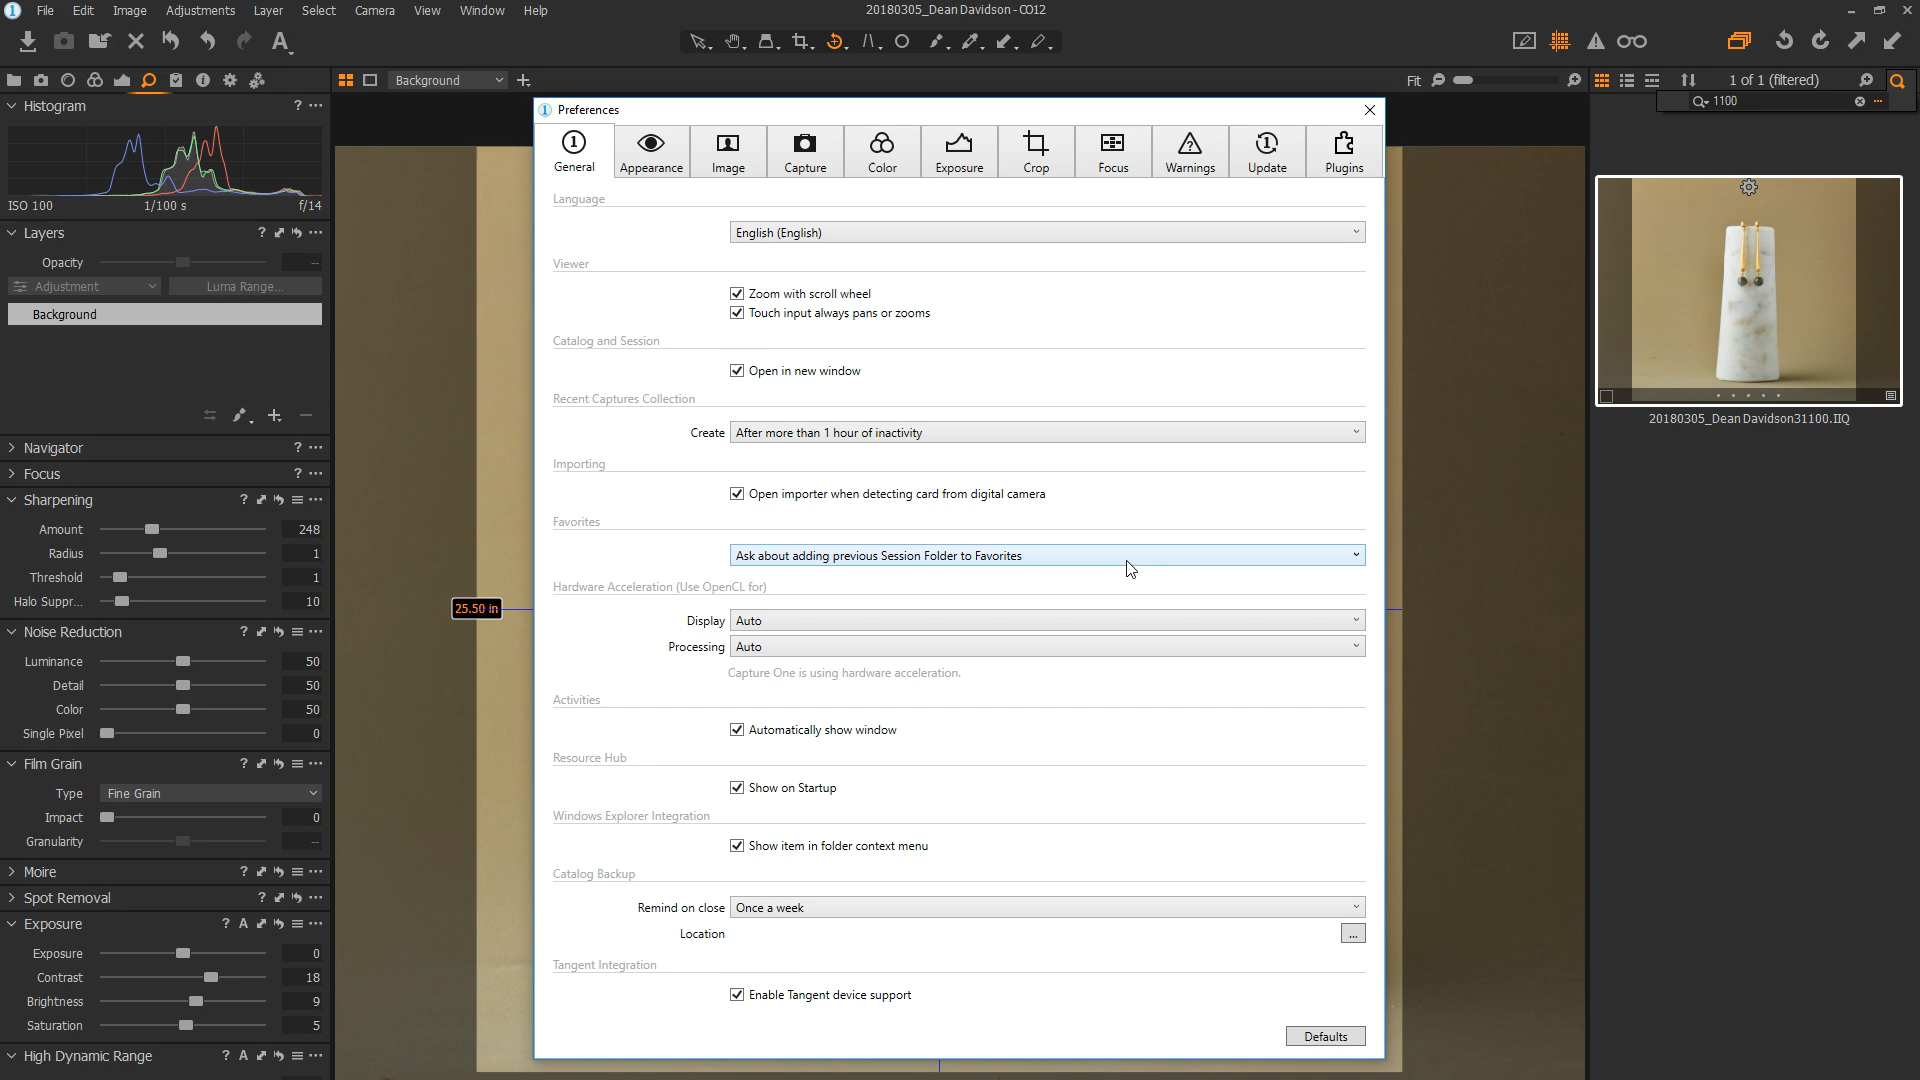 File Edit Image Adjustments Layer Select Camera View Window Help
20180305_Dean Davidson - CO12
Background
Fit
1 of 1 (filtered)
1100
Histogram ?
ISO 100 1/100 s f/14
Layers ?
Opacity --
Adjustment Luma Range...
Background
Navigator ?
Focus ?
Sharpening ?
Amount 248
Radius 1
Threshold 1
Halo Suppr... 10
Noise Reduction ?
Luminance 50
Detail 50
Color 50
Single Pixel 0
Film Grain ?
Type Fine Grain
Impact 0
Granularity --
Moire ?
Spot Removal ?
Exposure ? A
Exposure 0
Contrast 18
Brightness 9
Saturation 5
High Dynamic Range ? A
25.50 in
Preferences
General Appearance Image Capture Color Exposure Crop Focus Warnings Update Plugins
Language
English (English)
Viewer
Zoom with scroll wheel
Touch input always pans or zooms
Catalog and Session
Open in new window
Recent Captures Collection
Create After more than 1 hour of inactivity
Importing
Open importer when detecting card from digital camera
Favorites
Ask about adding previous Session Folder to Favorites
Hardware Acceleration (Use OpenCL for)
Display Auto
Processing Auto
Capture One is using hardware acceleration.
Activities
Automatically show window
Resource Hub
Show on Startup
Windows Explorer Integration
Show item in folder context menu
Catalog Backup
Remind on close Once a week
Location ...
Tangent Integration
Enable Tangent device support
Defaults
20180305_Dean Davidson31100.IIQ